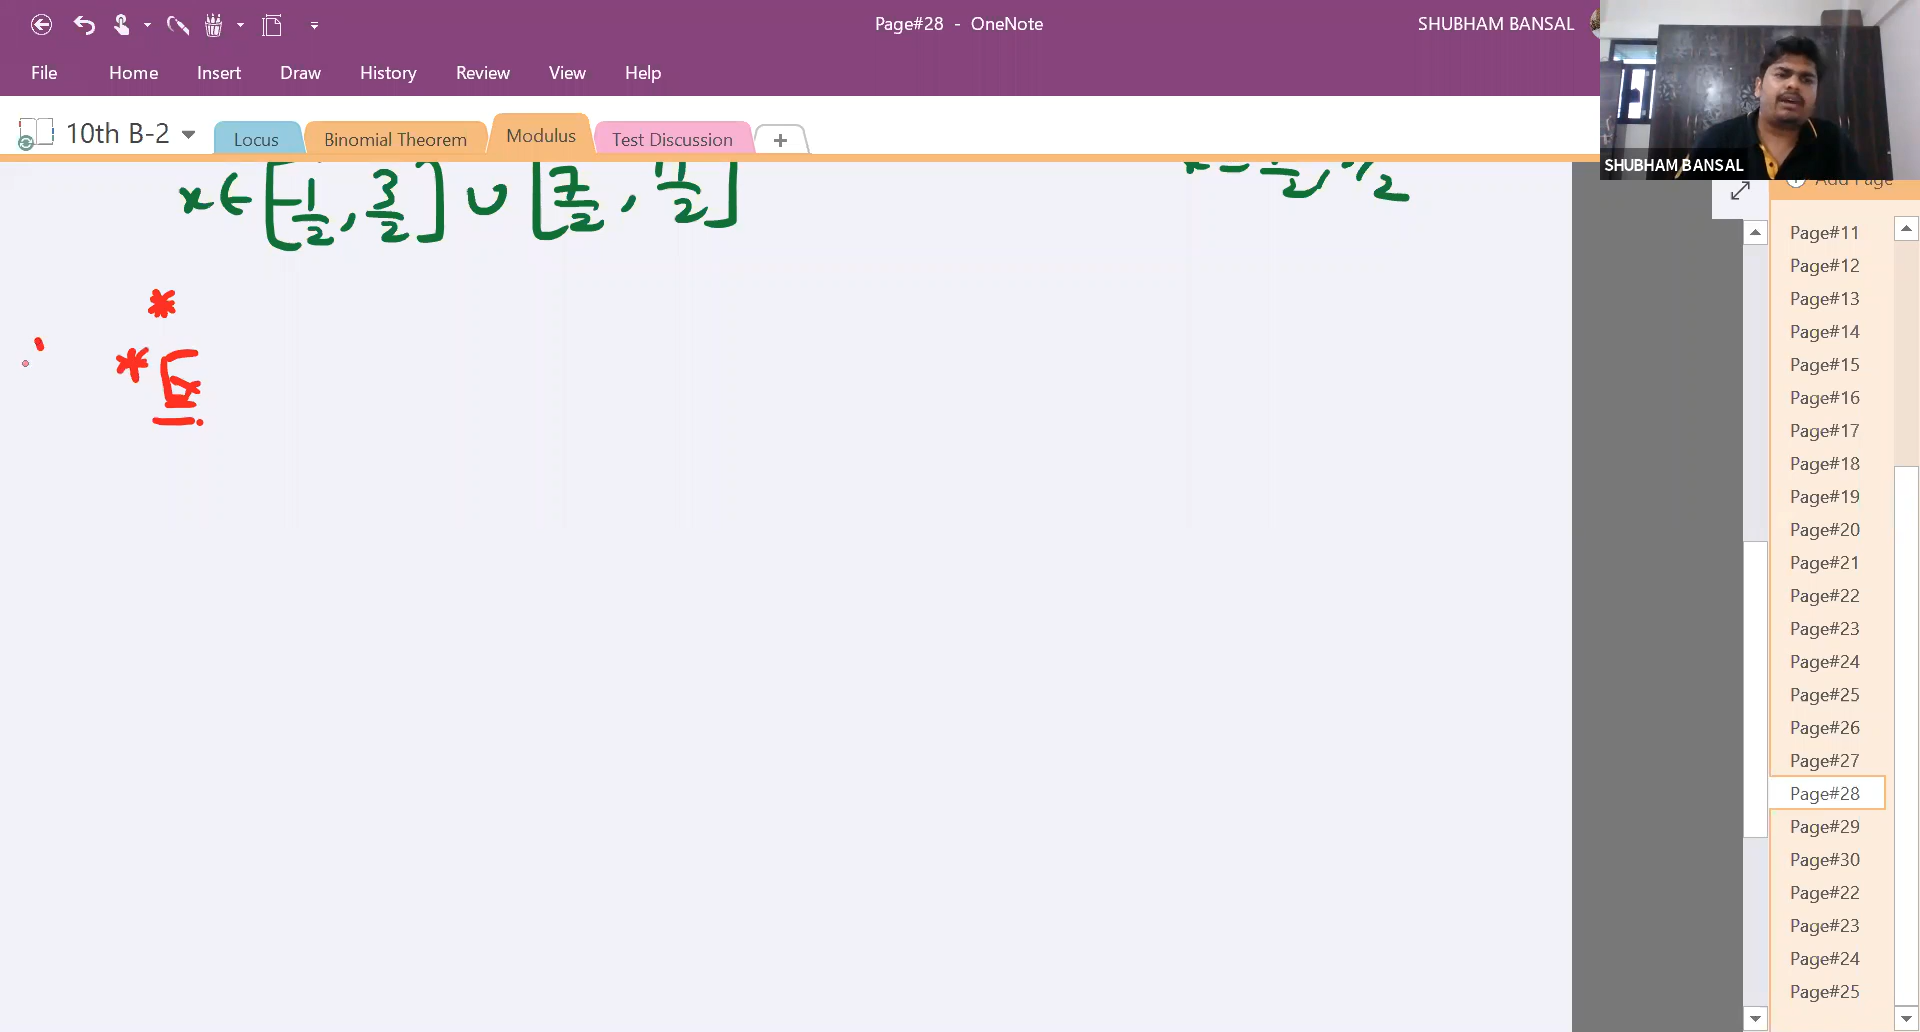 Page#28 - OneNote
SHUBHAM BANSAL
File Home Insert Draw History Review View Help
SHUBHAM BANSAL
10th B-2
Locus
Binomial Theorem
Modulus
Test Discussion
+
Add Page
x ∈ [-1/2, 3/2] ∪ [7/2, 11/2]
*
* Ex
Page#11
Page#12
Page#13
Page#14
Page#15
Page#16
Page#17
Page#18
Page#19
Page#20
Page#21
Page#22
Page#23
Page#24
Page#25
Page#26
Page#27
Page#28
Page#29
Page#30
Page#22
Page#23
Page#24
Page#25